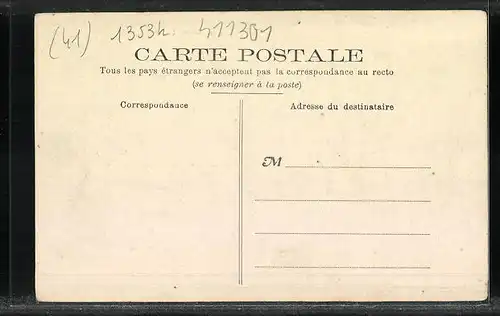 (41) 1353h. 411301
CARTE POSTALE
Tous les pays étrangers n'acceptent pas la correspondance au recto
(se renseigner à la poste)
Correspondance
Adresse du destinataire
M